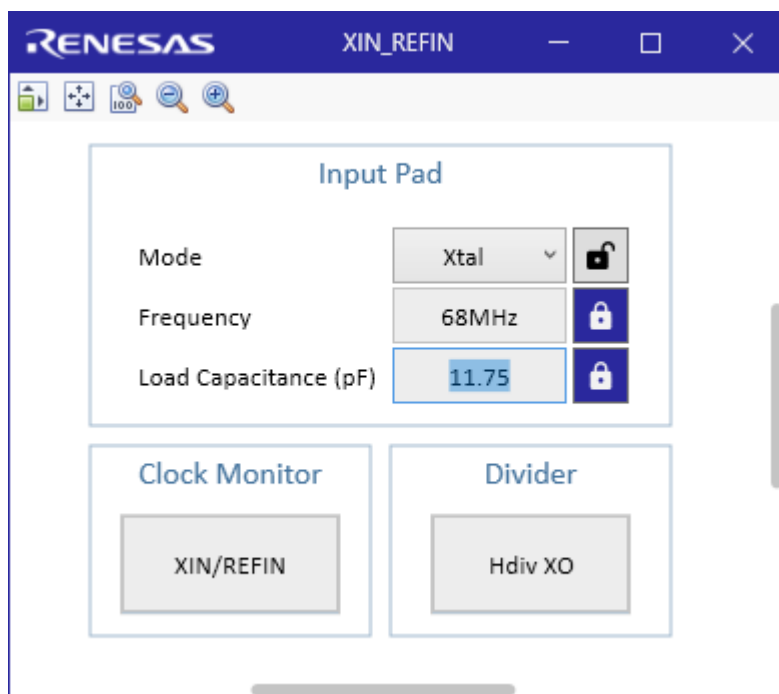 RENESAS XIN_REFIN
100
Input Pad
Mode Xtal
Frequency 68MHz
Load Capacitance (pF) 11.75
Clock Monitor Divider
XIN/REFIN Hdiv XO